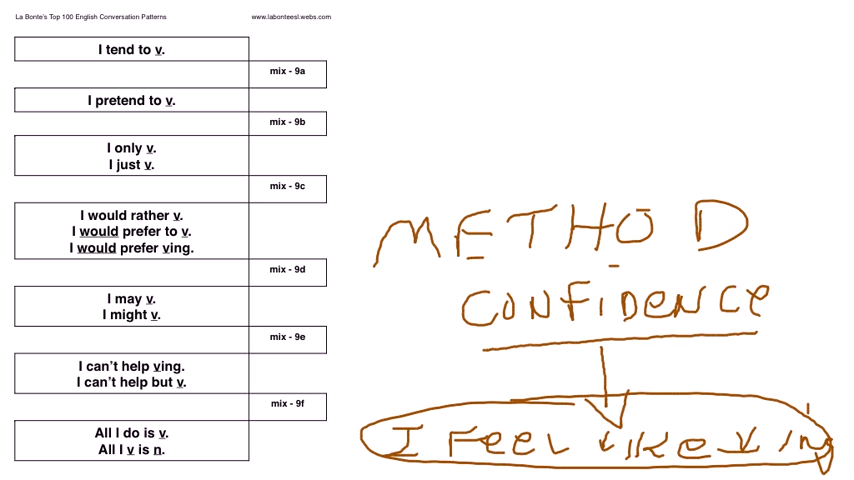 La Bonte's Top 100 English Conversation Patterns
www.labonteesl.webs.com
I tend to v.
mix - 9a
I pretend to v.
mix - 9b
I only v.
I just v.
mix - 9c
I would rather v.
I would prefer to v.
I would prefer ving.
mix - 9d
I may v.
I might v.
mix - 9e
I can't help ving.
I can't help but v.
mix - 9f
All I do is v.
All I v is n.
METHOD
CONFIDENCE
I FEEL LIKE Ving